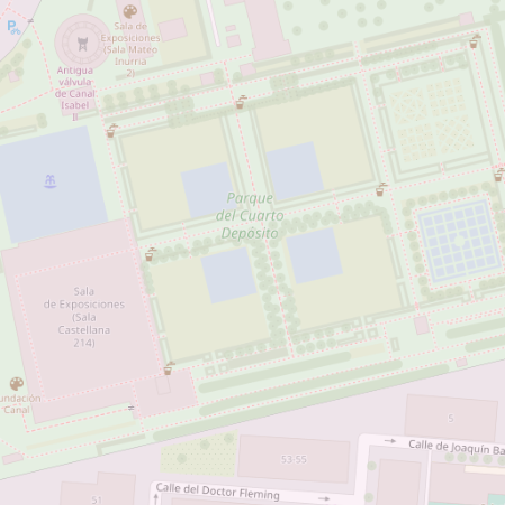 Sala de
Exposiciones
(Sala Mateo
Inurria
2)
Antigua
válvula
de Canal
Isabel
II
Parque
del Cuarto
Depósito
Sala
de Exposiciones
(Sala
Castellana
214)
undación
Canal
5
Calle de Joaquín Ba
53-55
Calle del Doctor Fleming
51